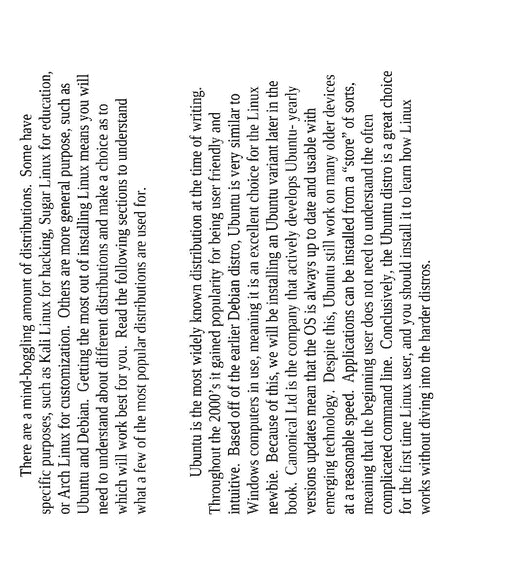 There are a mind-boggling amount of distributions. Some have
specific purposes, such as Kali Linux for hacking, Sugar Linux for education,
or Arch Linux for customization. Others are more general purpose, such as
Ubuntu and Debian. Getting the most out of installing Linux means you will
need to understand about different distributions and make a choice as to
which will work best for you. Read the following sections to understand
what a few of the most popular distributions are used for.
Ubuntu is the most widely known distribution at the time of writing.
Throughout the 2000's it gained popularity for being user friendly and
intuitive. Based off of the earlier Debian distro, Ubuntu is very similar to
Windows computers in use, meaning it is an excellent choice for the Linux
newbie. Because of this, we will be installing an Ubuntu variant later in the
book. Canonical Ltd is the company that actively develops Ubuntu- yearly
versions updates mean that the OS is always up to date and usable with
emerging technology. Despite this, Ubuntu still work on many older devices
at a reasonable speed. Applications can be installed from a “store” of sorts,
meaning that the beginning user does not need to understand the often
complicated command line. Conclusively, the Ubuntu distro is a great choice
for the first time Linux user, and you should install it to learn how Linux
works without diving into the harder distros.